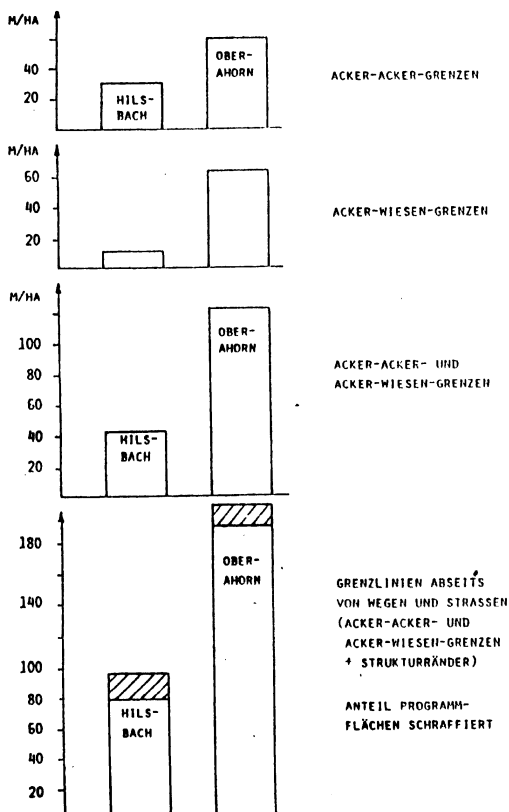 M/HA
40
20
HILS-
BACH
OBER-
AHORN
ACKER-ACKER-GRENZEN
M/HA
60
40
20
ACKER-WIESEN-GRENZEN
M/HA
100
80
60
40
20
HILS-
BACH
OBER-
AHORN
ACKER-ACKER- UND
ACKER-WIESEN-GRENZEN
180
140
100
80
60
40
20
HILS-
BACH
OBER-
AHORN
GRENZLINIEN ABSEITS
VON WEGEN UND STRASSEN
(ACKER-ACKER- UND
ACKER-WIESEN-GRENZEN
+ STRUKTURRÄNDER)
ANTEIL PROGRAMM-
FLÄCHEN SCHRAFFIERT